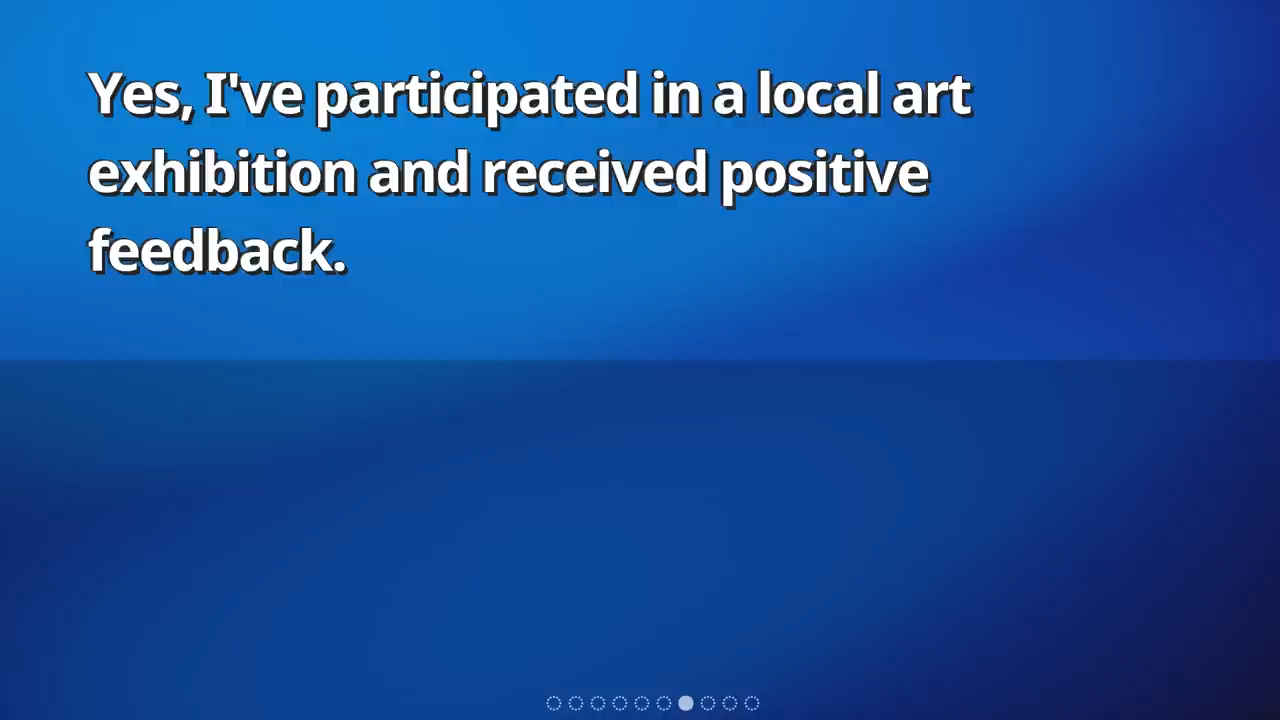 Yes, I've participated in a local art
exhibition and received positive
feedback.